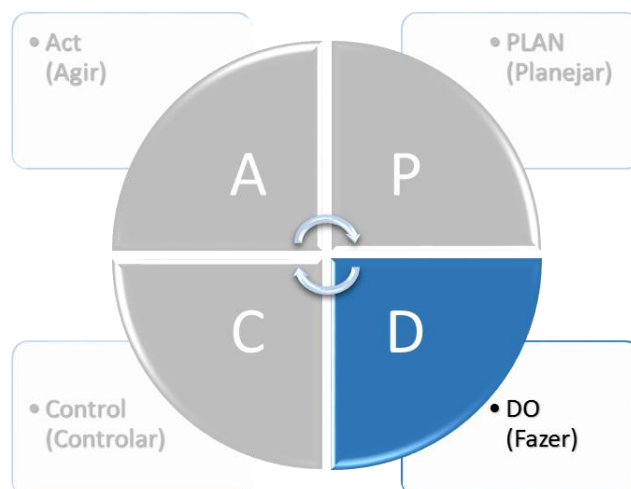 • Act
(Agir)
• PLAN
(Planejar)
A
P
C
D
• Control
(Controlar)
• DO
(Fazer)